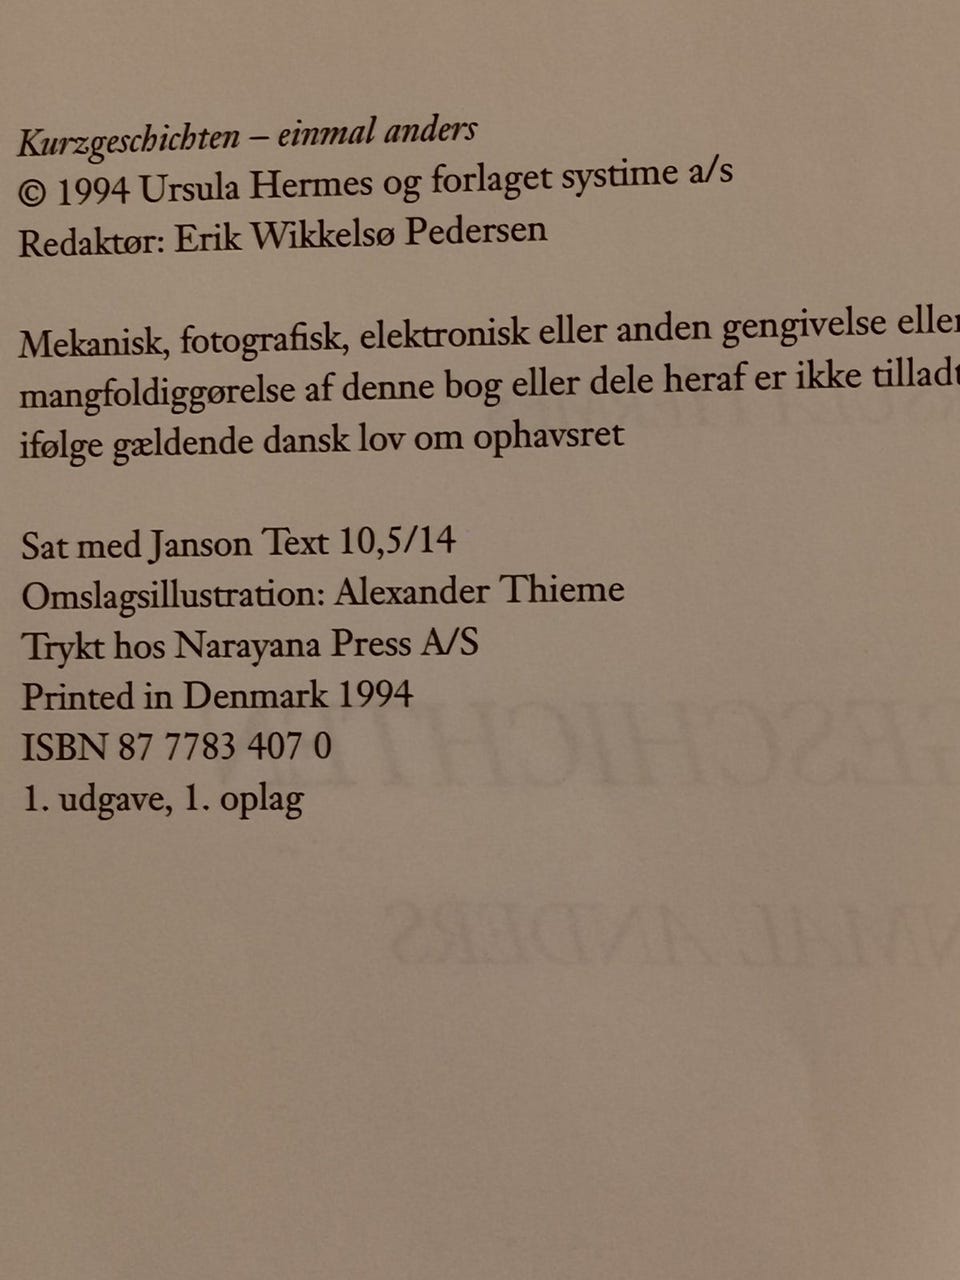 Kurzgeschichten – einmal anders
© 1994 Ursula Hermes og forlaget systime a/s
Redaktør: Erik Wikkelsø Pedersen
Mekanisk, fotografisk, elektronisk eller anden gengivelse eller
mangfoldiggørelse af denne bog eller dele heraf er ikke tilladt
ifølge gældende dansk lov om ophavsret
Sat med Janson Text 10,5/14
Omslagsillustration: Alexander Thieme
Trykt hos Narayana Press A/S
Printed in Denmark 1994
ISBN 87 7783 407 0
1. udgave, 1. oplag